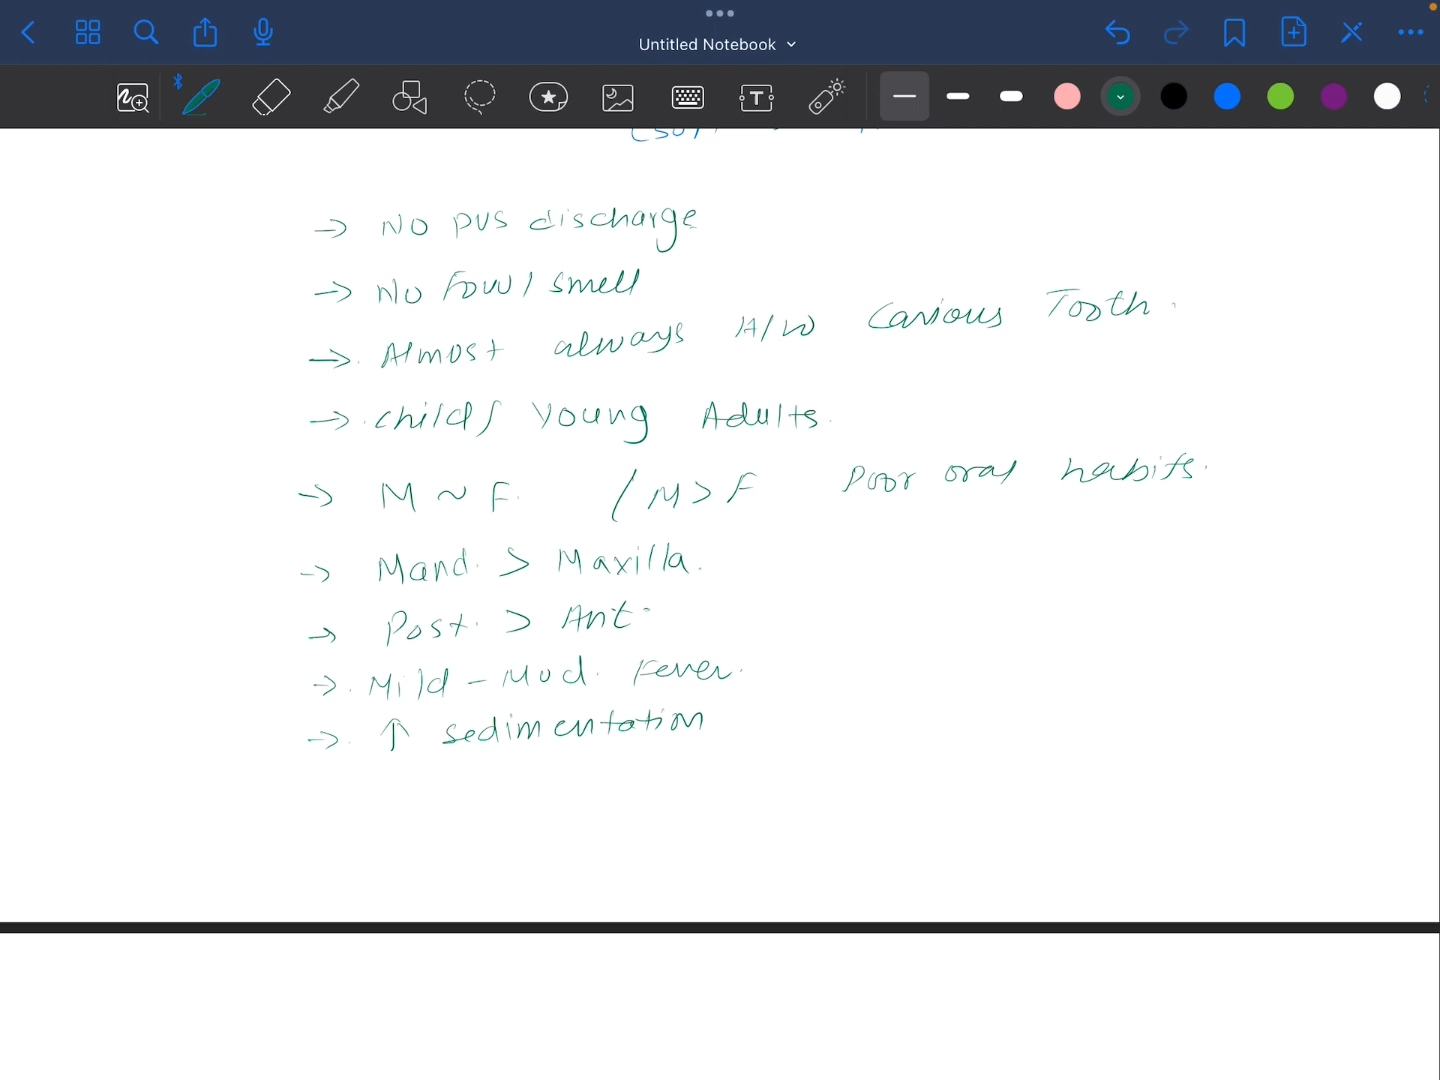 Untitled Notebook
T
→ No pus discharge
→ No Foul smell
→ Almost always A/W Carious Tooth.
→ child/ Young Adults.
→ M ~ F. / M > F Poor oral habits.
→ Mand. > Maxilla.
→ Post. > Ant.
→ Mild - Mod. Fever.
→ ↑ sedimentation